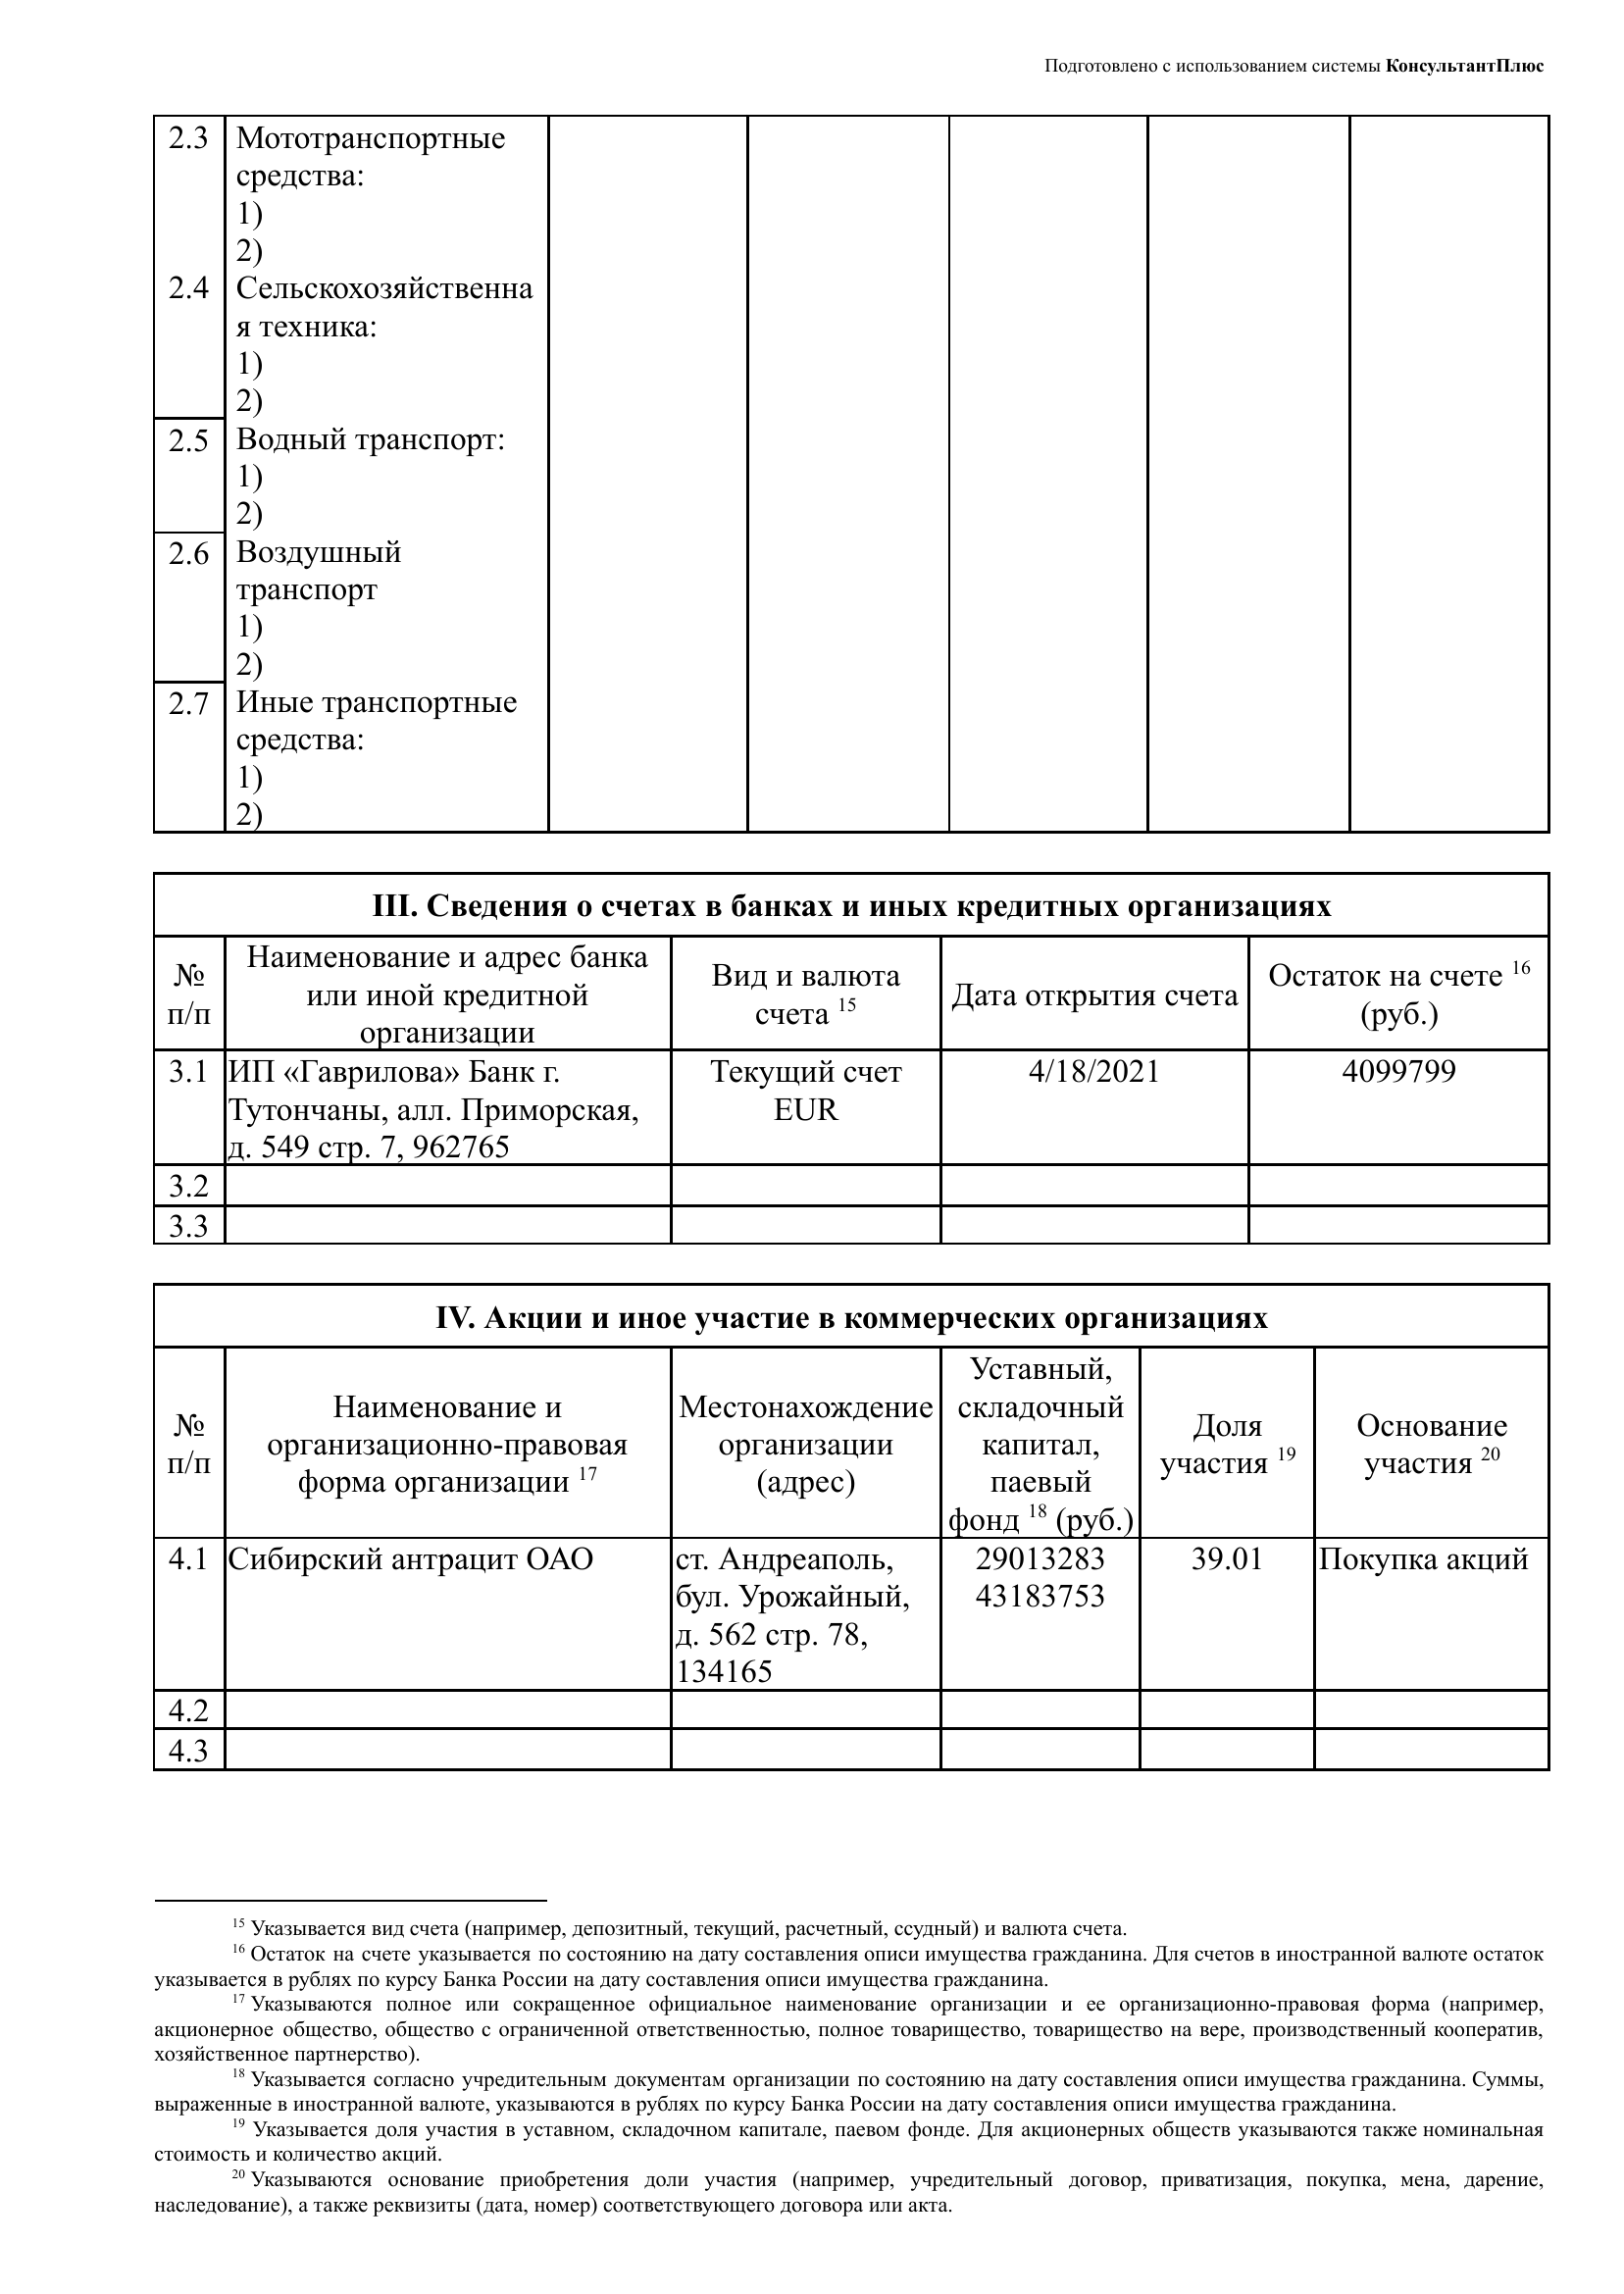 Подготовлено с использованием системы КонсультантПлюс
2.3 Мототранспортные
средства:
1)
2)
2.4 Сельскохозяйственна
я техника:
1)
2)
2.5 Водный транспорт:
1)
2)
2.6 Воздушный
транспорт
1)
2)
2.7 Иные транспортные
средства:
1)
2)
III. Сведения о счетах в банках и иных кредитных организациях
№
п/п
Наименование и адрес банка
или иной кредитной
организации
Вид и валюта
счета 15
Дата открытия счета
Остаток на счете 16
(руб.)
3.1
ИП «Гаврилова» Банк г.
Тутончаны, алл. Приморская,
д. 549 стр. 7, 962765
Текущий счет
EUR
4/18/2021
4099799
3.2
3.3
IV. Акции и иное участие в коммерческих организациях
№
п/п
Наименование и
организационно-правовая
форма организации 17
Местонахождение
организации
(адрес)
Уставный,
складочный
капитал,
паевый
фонд 18 (руб.)
Доля
участия 19
Основание
участия 20
4.1
Сибирский антрацит ОАО
ст. Андреаполь,
бул. Урожайный,
д. 562 стр. 78,
134165
29013283
43183753
39.01
Покупка акций
4.2
4.3
15 Указывается вид счета (например, депозитный, текущий, расчетный, ссудный) и валюта счета.
16 Остаток на счете указывается по состоянию на дату составления описи имущества гражданина. Для счетов в иностранной валюте остаток
указывается в рублях по курсу Банка России на дату составления описи имущества гражданина.
17 Указываются полное или сокращенное официальное наименование организации и ее организационно-правовая форма (например,
акционерное общество, общество с ограниченной ответственностью, полное товарищество, товарищество на вере, производственный кооператив,
хозяйственное партнерство).
18 Указывается согласно учредительным документам организации по состоянию на дату составления описи имущества гражданина. Суммы,
выраженные в иностранной валюте, указываются в рублях по курсу Банка России на дату составления описи имущества гражданина.
19 Указывается доля участия в уставном, складочном капитале, паевом фонде. Для акционерных обществ указываются также номинальная
стоимость и количество акций.
20 Указываются основание приобретения доли участия (например, учредительный договор, приватизация, покупка, мена, дарение,
наследование), а также реквизиты (дата, номер) соответствующего договора или акта.